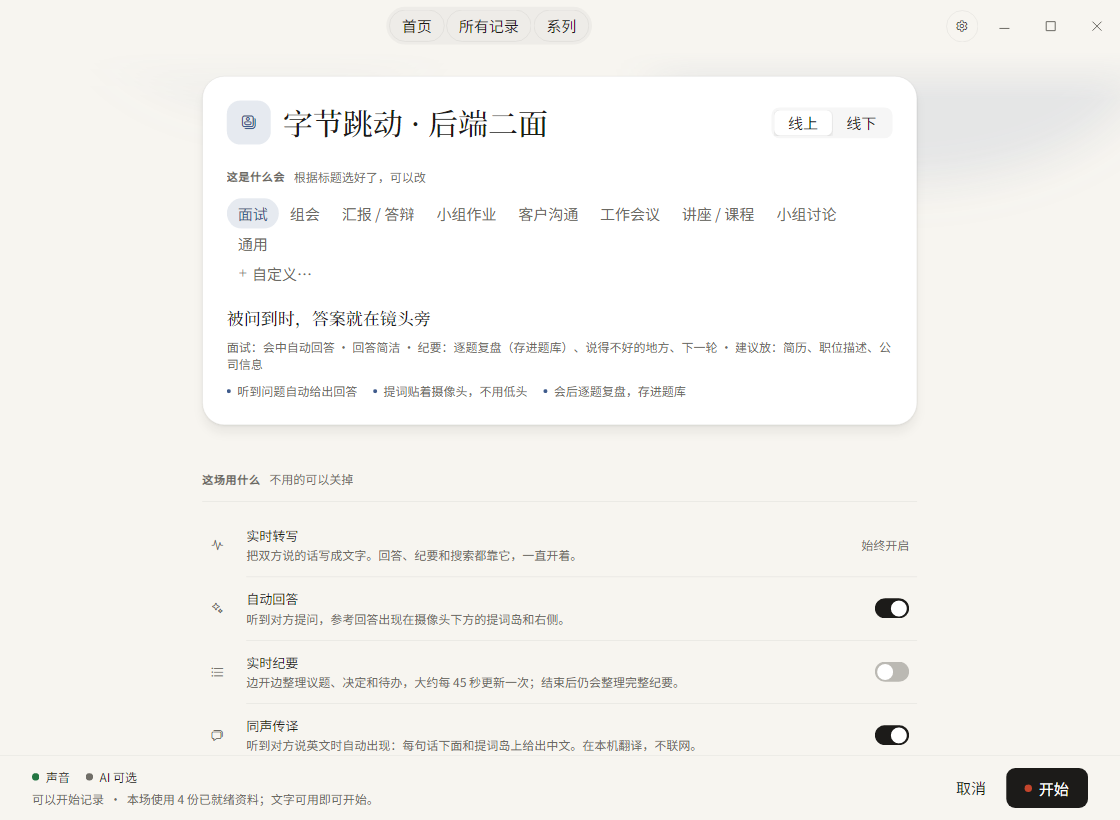 首页 所有记录 系列
字节跳动 · 后端二面
线上 线下
这是什么会 根据标题选好了，可以改
面试 组会 汇报 / 答辩 小组作业 客户沟通 工作会议 讲座 / 课程 小组讨论
通用
+ 自定义…
被问到时，答案就在镜头旁
面试：会中自动回答 · 回答简洁 · 纪要：逐题复盘（存进题库）、说得不好的地方、下一轮 · 建议放：简历、职位描述、公
司信息
• 听到问题自动给出回答 • 提词贴着摄像头，不用低头 • 会后逐题复盘，存进题库
这场用什么 不用的可以关掉
实时转写
把双方说的话写成文字。回答、纪要和搜索都靠它，一直开着。
始终开启
自动回答
听到对方提问，参考回答出现在摄像头下方的提词岛和右侧。
实时纪要
边开边整理议题、决定和待办，大约每 45 秒更新一次；结束后仍会整理完整纪要。
同声传译
听到对方说英文时自动出现：每句话下面和提词岛上给出中文。在本机翻译，不联网。
声音 AI 可选
可以开始记录 · 本场使用 4 份已就绪资料；文字可用即可开始。
取消 开始